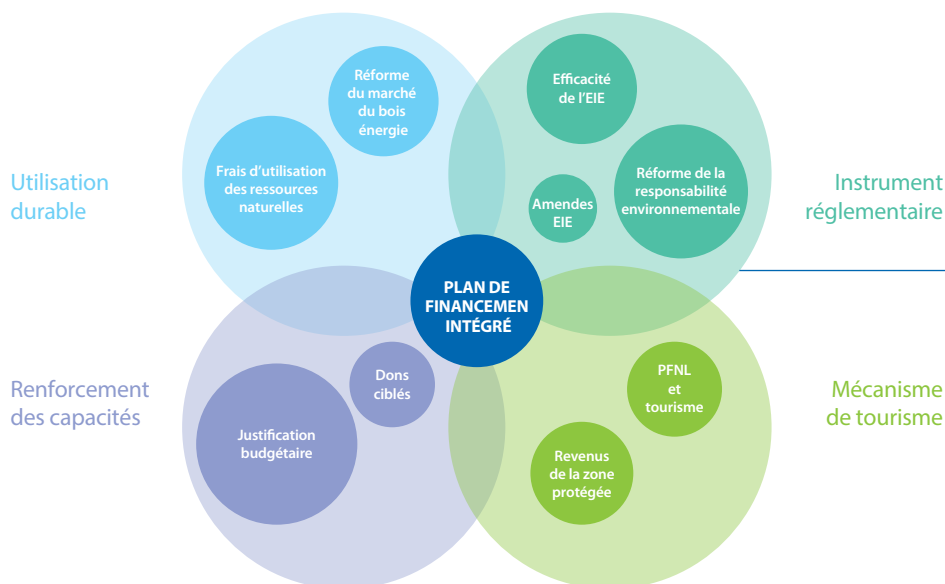 Utilisation
durable
Réforme
du marché
du bois
énergie
Frais d’utilisation
des ressources
naturelles
Efficacité
de l’EIE
Amendes
EIE
Réforme de la
responsabilité
environnementale
Instrument
réglementaire
PLAN DE
FINANCEMEN
INTÉGRÉ
Renforcement
des capacités
Dons
ciblés
Justification
budgétaire
PFNL
et
tourisme
Revenus
de la zone
protégée
Mécanisme
de tourisme